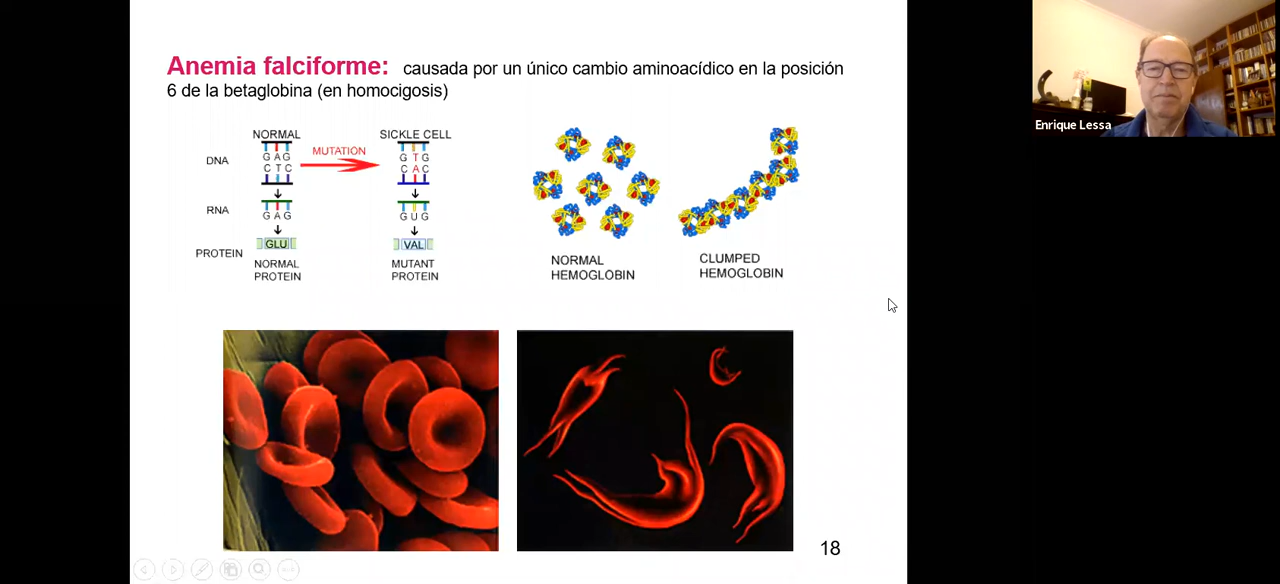 Anemia falciforme: causada por un único cambio aminoacídico en la posición
6 de la betaglobina (en homocigosis)
NORMAL
SICKLE CELL
MUTATION
DNA
G A G
C T C
G T G
C A C
RNA
G A G
G U G
PROTEIN
GLU
VAL
NORMAL
PROTEIN
MUTANT
PROTEIN
NORMAL
HEMOGLOBIN
CLUMPED
HEMOGLOBIN
18
Enrique Lessa